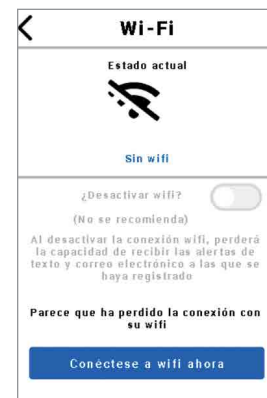 Wi-Fi
Estado actual
Sin wifi
¿Desactivar wifi?
(No se recomienda)
Al desactivar la conexión wifi, perderá
la capacidad de recibir las alertas de
texto y correo electrónico a las que se
haya registrado
Parece que ha perdido la conexión con
su wifi
Conéctese a wifi ahora